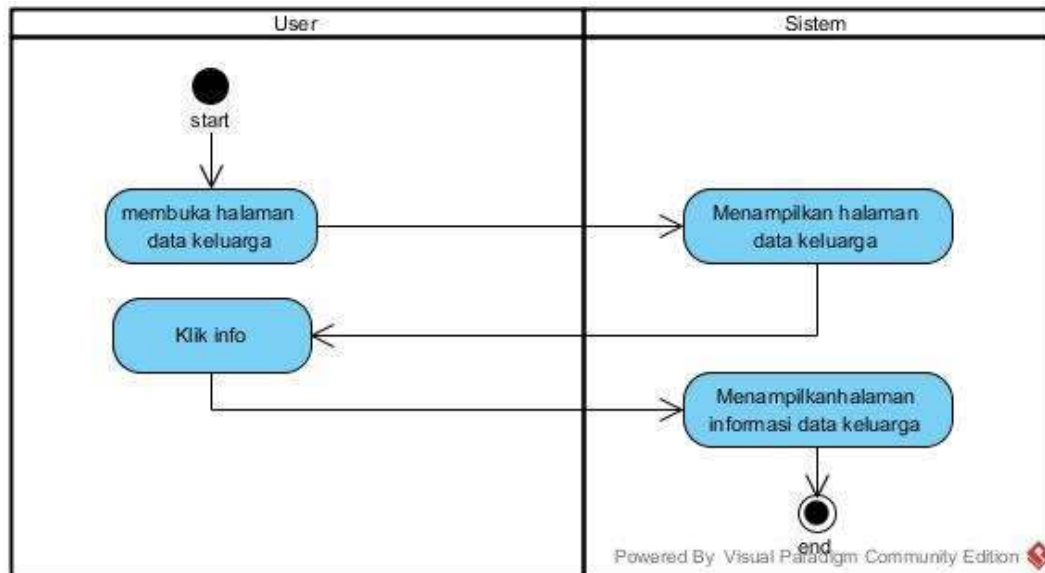 User
Sistem
start
membuka halaman
data keluarga
Menampilkan halaman
data keluarga
Klik info
Menampilkanhalaman
informasi data keluarga
end
Powered By Visual Paradigm Community Edition